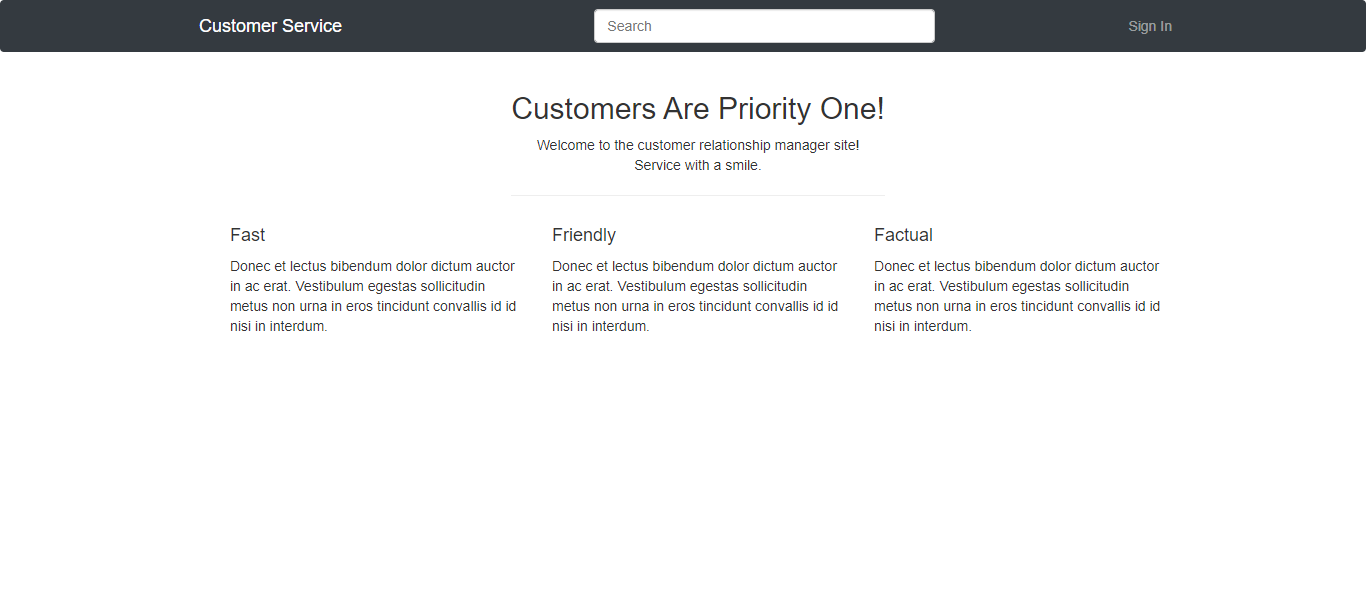 Customer Service
Search
Sign In
Customers Are Priority One!
Welcome to the customer relationship manager site!
Service with a smile.
Fast
Donec et lectus bibendum dolor dictum auctor
in ac erat. Vestibulum egestas sollicitudin
metus non urna in eros tincidunt convallis id id
nisi in interdum.
Friendly
Donec et lectus bibendum dolor dictum auctor
in ac erat. Vestibulum egestas sollicitudin
metus non urna in eros tincidunt convallis id id
nisi in interdum.
Factual
Donec et lectus bibendum dolor dictum auctor
in ac erat. Vestibulum egestas sollicitudin
metus non urna in eros tincidunt convallis id id
nisi in interdum.